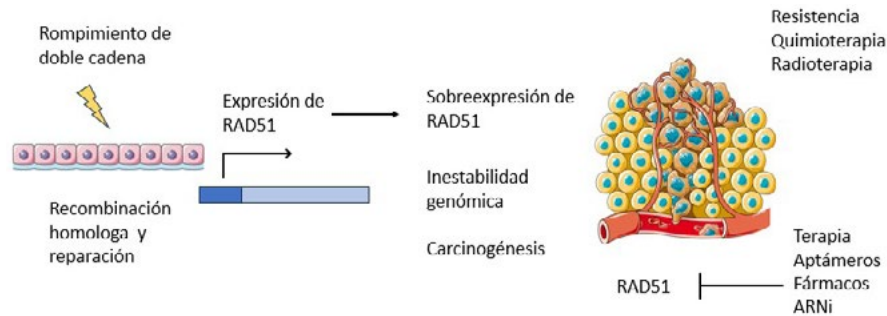 Rompimiento de
doble cadena
Expresión de
RAD51
Recombinación
homologa y
reparación
Sobreexpresión de
RAD51
Inestabilidad
genómica
Carcinogénesis
Resistencia
Quimioterapia
Radioterapia
RAD51
Terapia
Aptámeros
Fármacos
ARNi